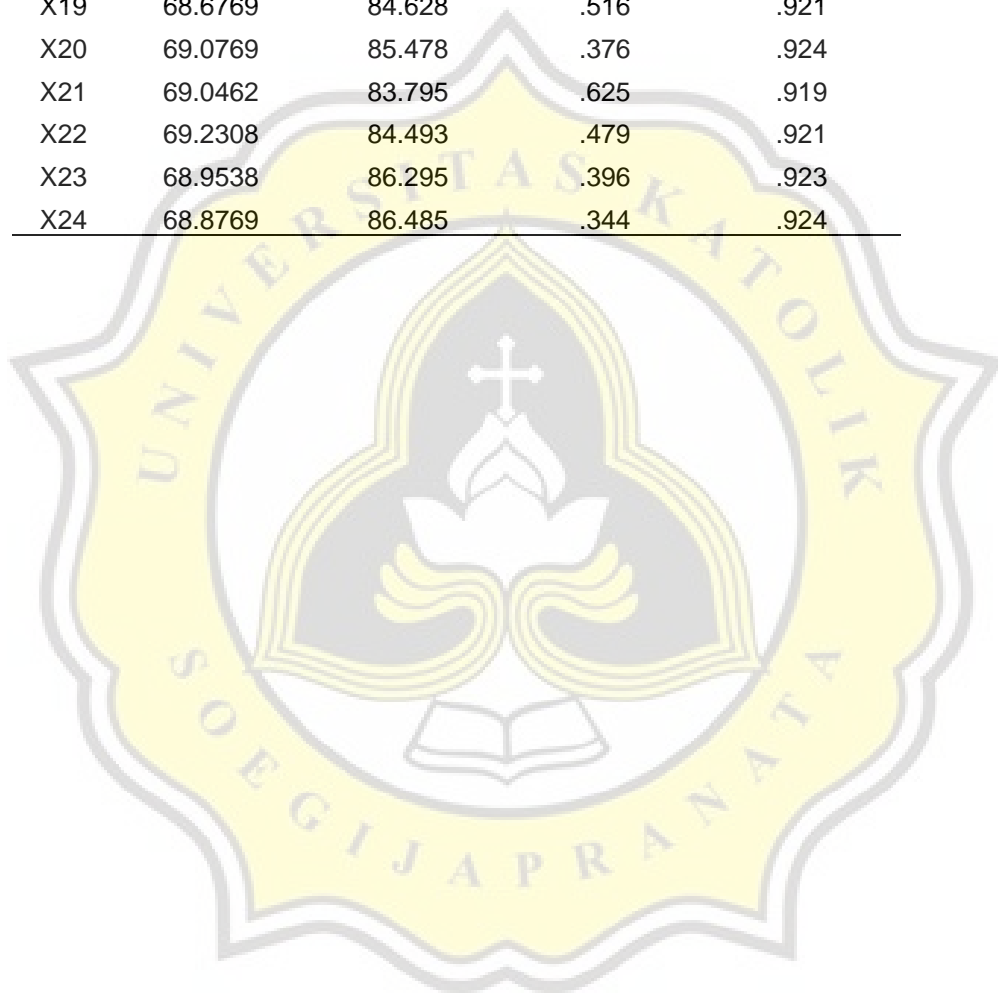 X19 68.6769 84.628 .516 .921
X20 69.0769 85.478 .376 .924
X21 69.0462 83.795 .625 .919
X22 69.2308 84.493 .479 .921
X23 68.9538 86.295 .396 .923
X24 68.8769 86.485 .344 .924
UNIVERSITAS KATOLIK
SOEGIJAPRANATA